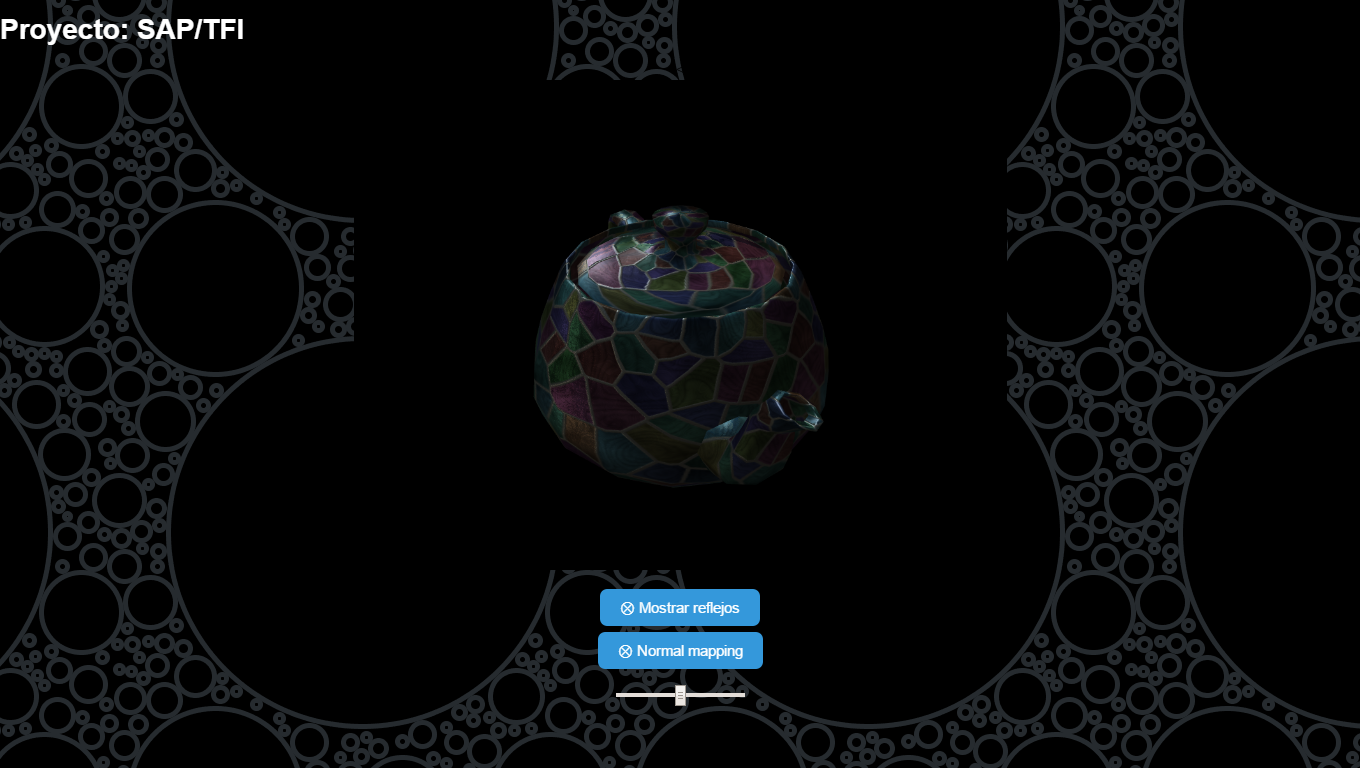 Proyecto: SAP/TFI
⊗ Mostrar reflejos
⊗ Normal mapping